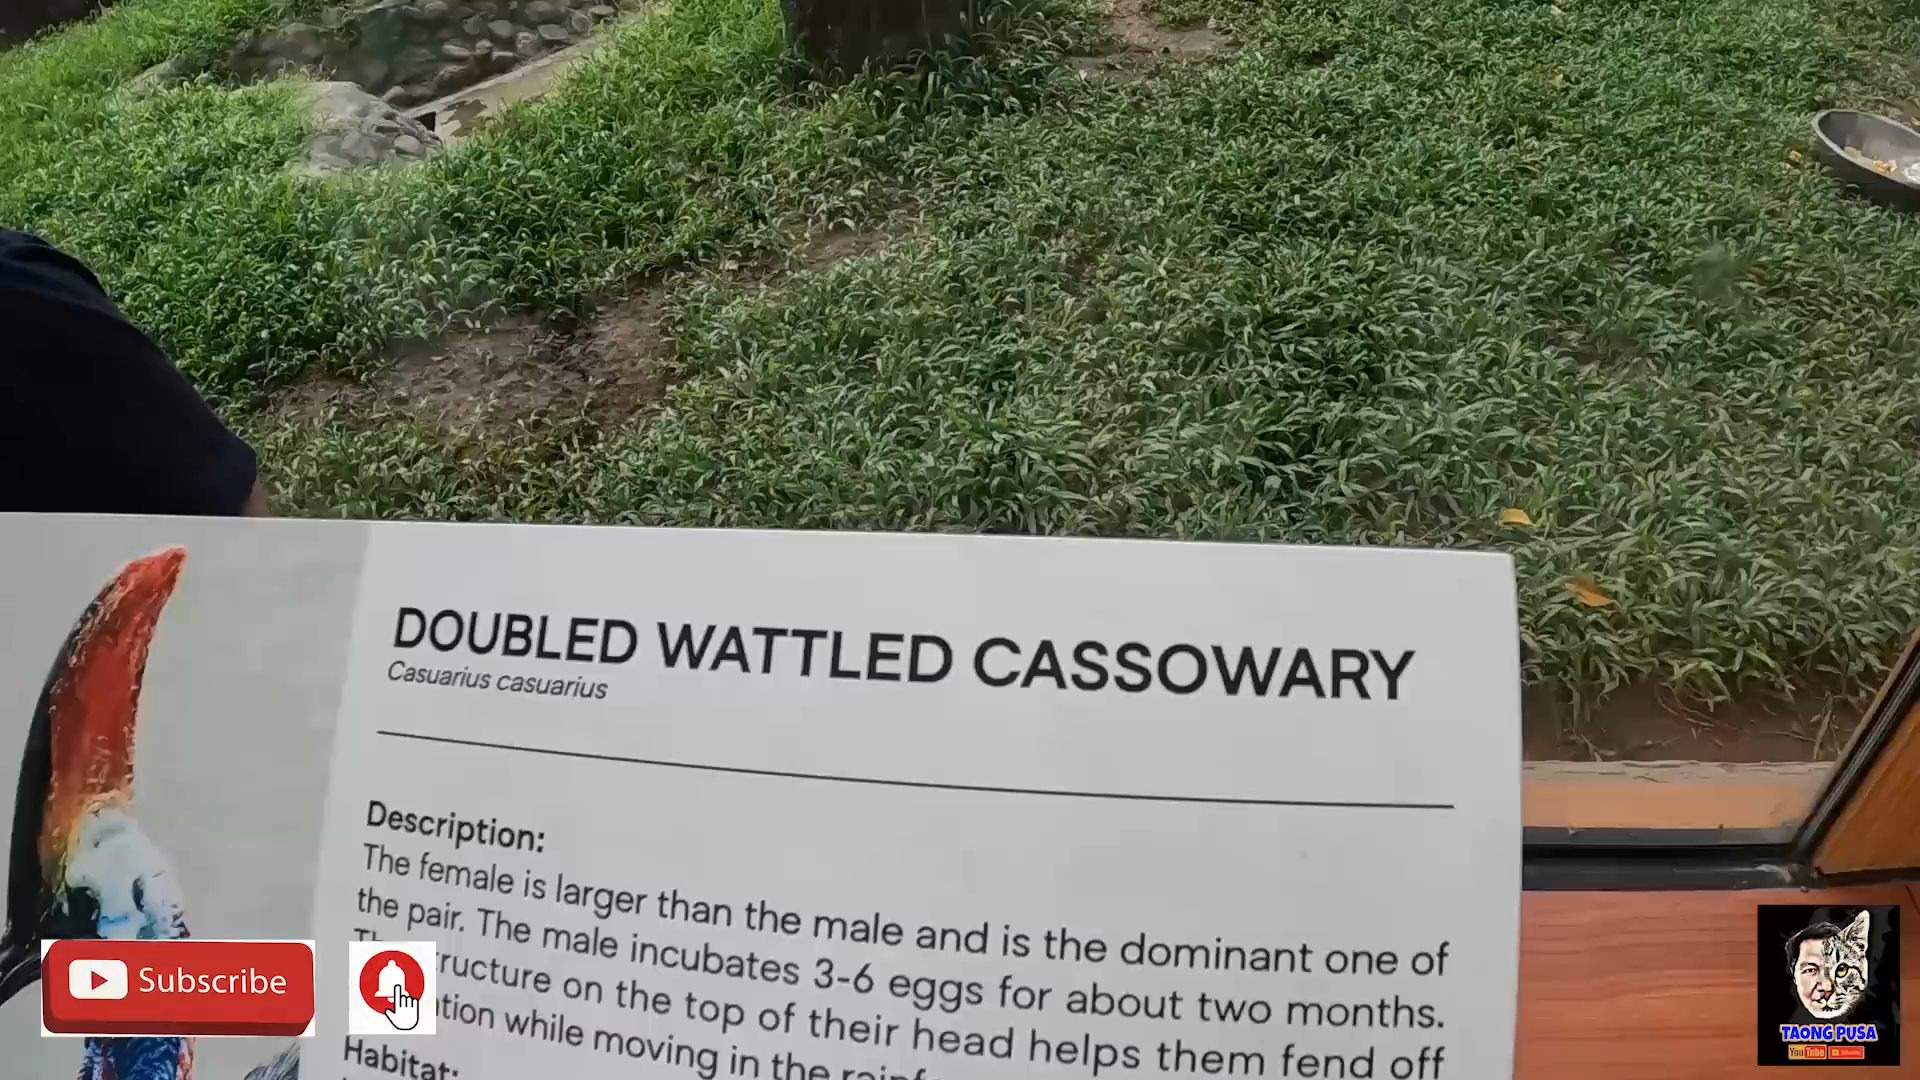 DOUBLED WATTLED CASSOWARY
Casuarius casuarius
Description:
The female is larger than the male and is the dominant one of
the pair. The male incubates 3-6 eggs for about two months.
structure on the top of their head helps them fend off
while moving in the
Habitat:
Subscribe
TAONG PUSA
YouTube